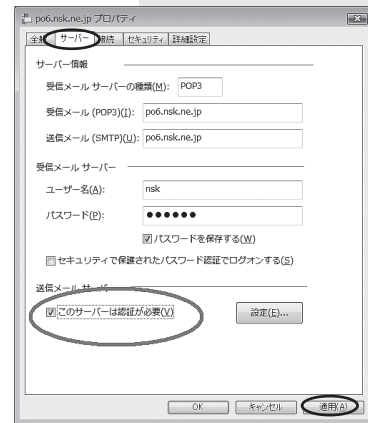 po6.nsk.ne.jp プロパティ
全般 サーバー 接続 セキュリティ 詳細設定
サーバー情報
受信メール サーバーの種類(M): POP3
受信メール (POP3)(I): po6.nsk.ne.jp
送信メール (SMTP)(U): po6.nsk.ne.jp
受信メール サーバー
ユーザー名(A): nsk
パスワード(P): ●●●●●●
パスワードを保存する(W)
セキュリティで保護されたパスワード認証でログオンする(S)
送信メール サーバー
このサーバーは認証が必要(V) 設定(E)...
OK キャンセル 適用(A)